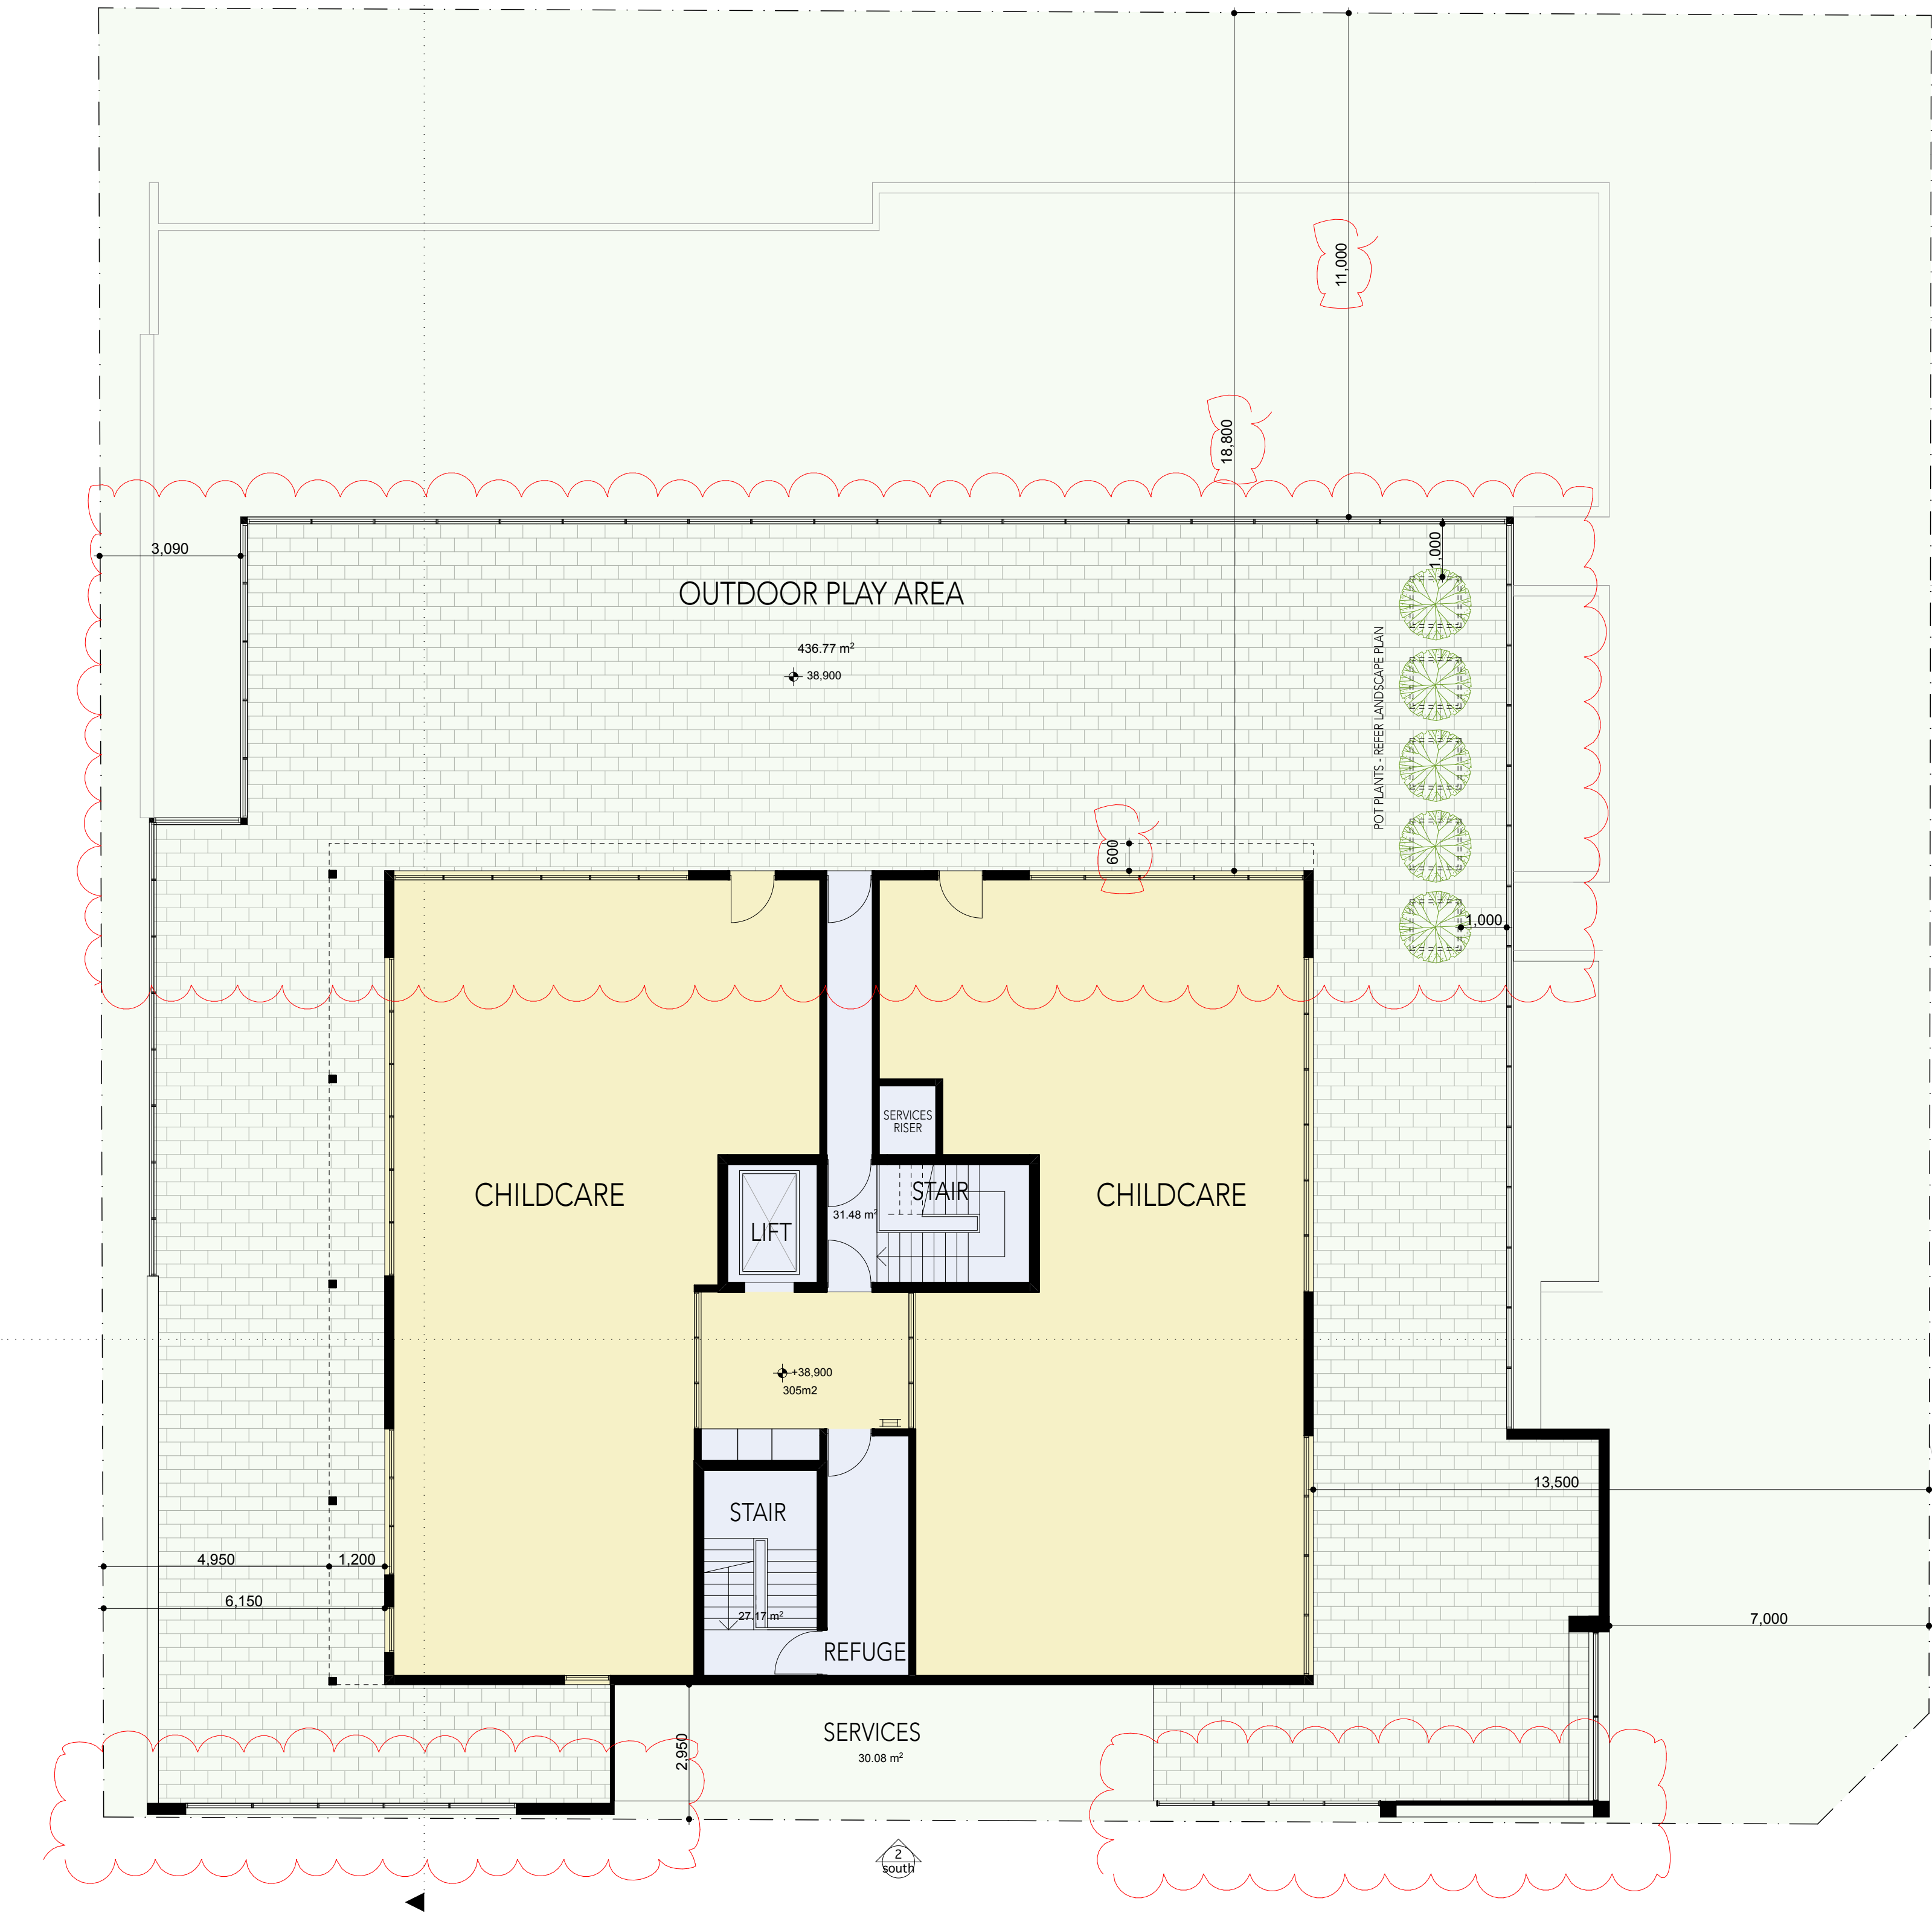 11,000
18,800
3,090
1,000
OUTDOOR PLAY AREA
436.77 m²
38,900
POT PLANTS - REFER LANDSCAPE PLAN
600
1,000
SERVICES
RISER
CHILDCARE
STAIR
CHILDCARE
31.48 m²
LIFT
+38,900
305m2
13,500
STAIR
4,950
1,200
6,150
27.17 m²
7,000
REFUGE
SERVICES
2,950
30.08 m²
2
south